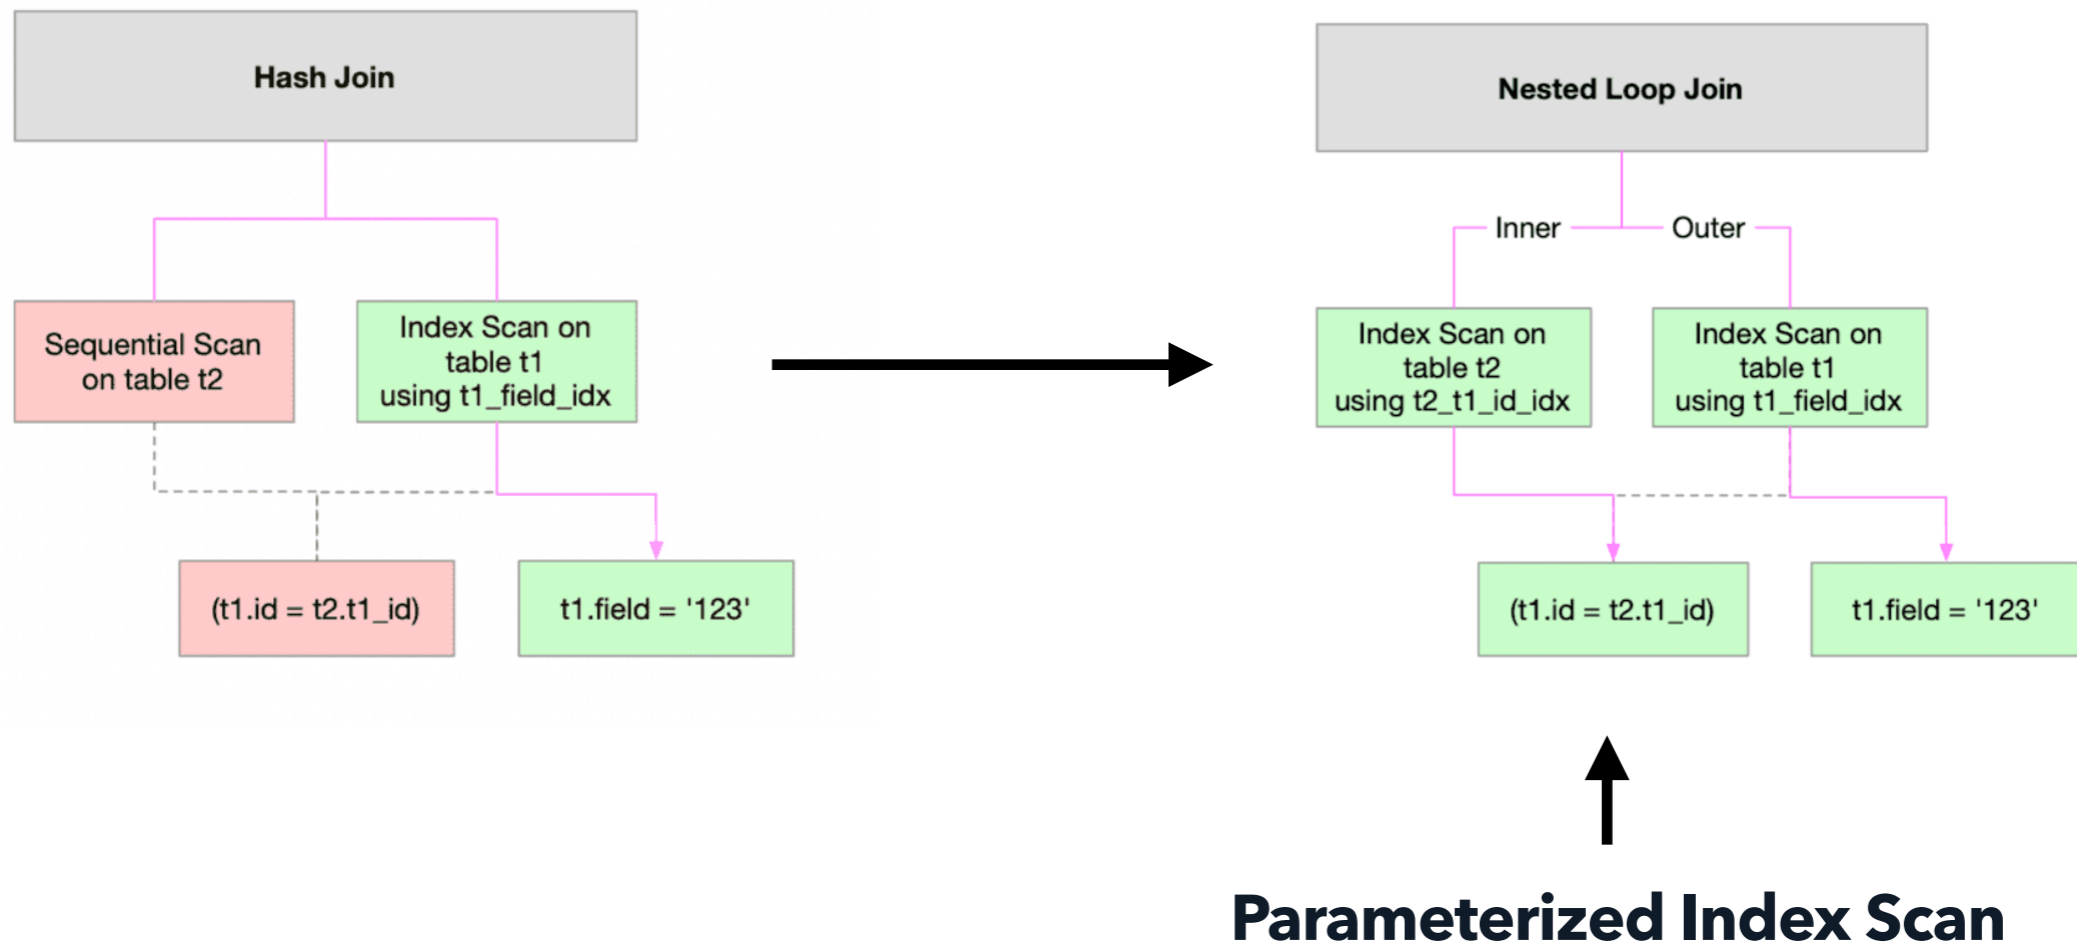 Hash Join
Sequential Scan
on table t2
Index Scan on
table t1
using t1_field_idx
(t1.id = t2.t1_id)
t1.field = '123'
Nested Loop Join
Inner
Outer
Index Scan on
table t2
using t2_t1_id_idx
Index Scan on
table t1
using t1_field_idx
(t1.id = t2.t1_id)
t1.field = '123'
Parameterized Index Scan